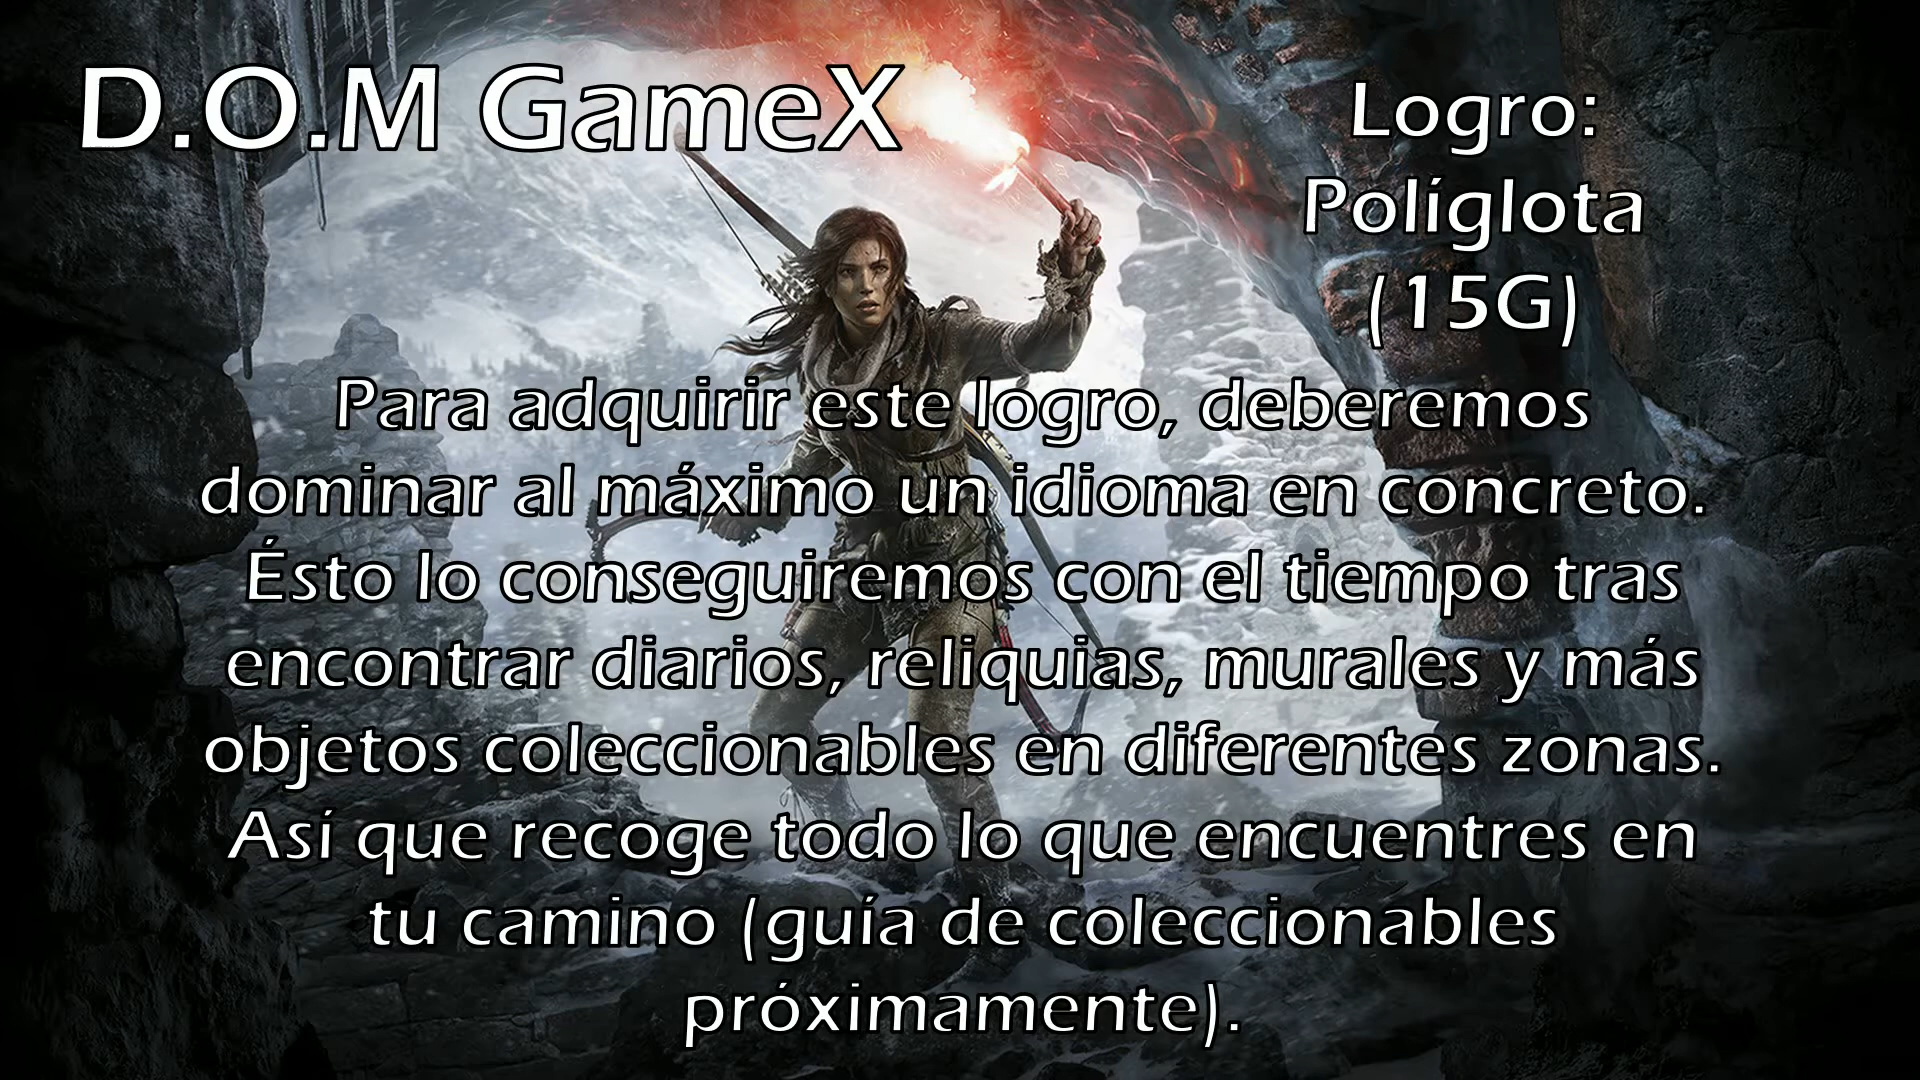 D.O.M GameX
Logro:
Políglota
(15G)
Para adquirir este logro, deberemos
dominar al máximo un idioma en concreto.
Ésto lo conseguiremos con el tiempo tras
encontrar diarios, reliquias, murales y más
objetos coleccionables en diferentes zonas.
Así que recoge todo lo que encuentres en
tu camino (guía de coleccionables
próximamente).